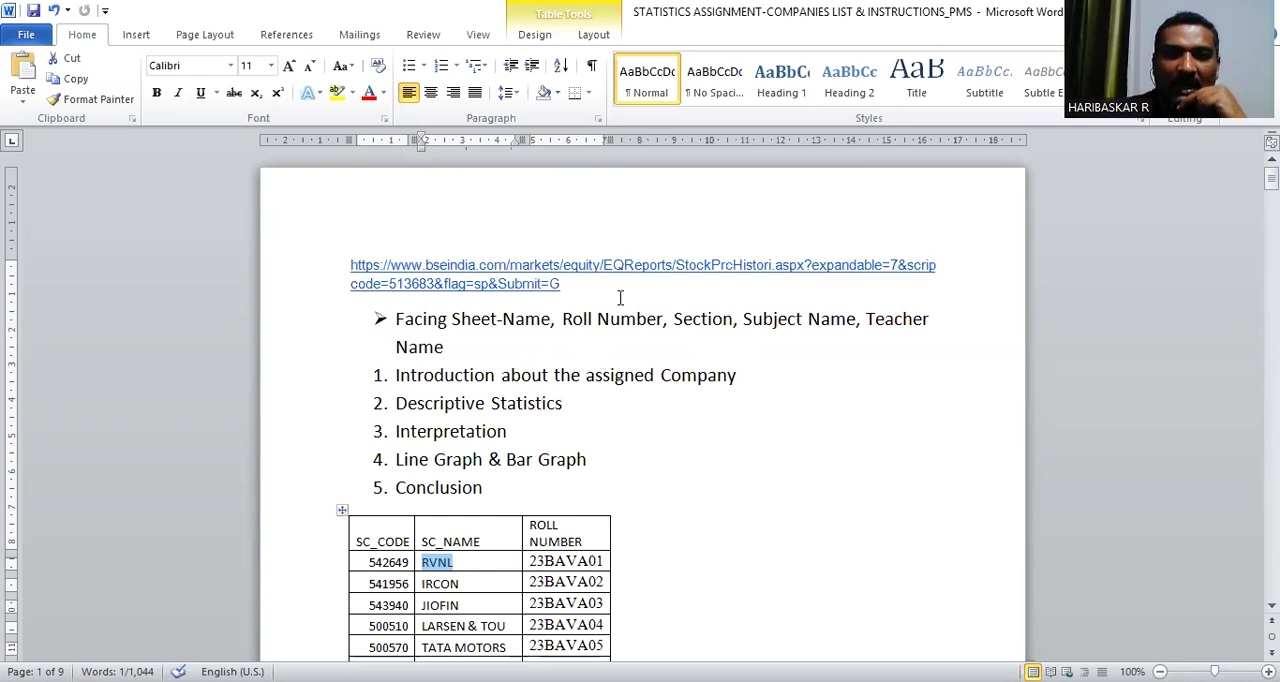 Table Tools
STATISTICS ASSIGNMENT-COMPANIES LIST & INSTRUCTIONS_PMS - Microsoft Word
File Home Insert Page Layout References Mailings Review View Design Layout
Paste
Cut
Copy
Format Painter
Clipboard
Calibri 11
Font
Paragraph
AaBbCcDc AaBbCcDc AaBbC AaBbCc AaB AaBbCc. AaBbCc
¶ Normal ¶ No Spaci... Heading 1 Heading 2 Title Subtitle Subtle E
Styles
HARIBASKAR R
https://www.bseindia.com/markets/equity/EQReports/StockPrcHistori.aspx?expandable=7&scrip
code=513683&flag=sp&Submit=G
➢ Facing Sheet-Name, Roll Number, Section, Subject Name, Teacher
Name
1. Introduction about the assigned Company
2. Descriptive Statistics
3. Interpretation
4. Line Graph & Bar Graph
5. Conclusion
SC_CODE SC_NAME ROLL NUMBER
542649 RVNL 23BAVA01
541956 IRCON 23BAVA02
543940 JIOFIN 23BAVA03
500510 LARSEN & TOU 23BAVA04
500570 TATA MOTORS 23BAVA05
Page: 1 of 9 Words: 1/1,044 English (U.S.) 100%